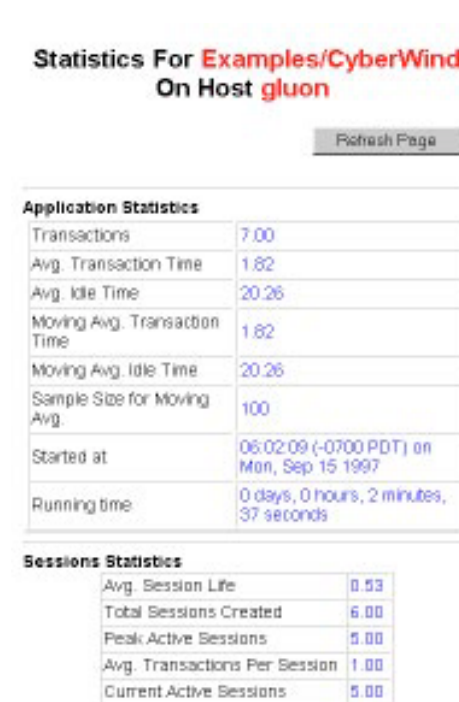 Statistics For Examples/CyberWind
On Host gluon
Refresh Page
Application Statistics
Transactions 7.00
Avg. Transaction Time 1.82
Avg. Idle Time 20.26
Moving Avg. Transaction
Time 1.82
Moving Avg. Idle Time 20.26
Sample Size for Moving
Avg. 100
Started at 06:02:09 (-0700 PDT) on
Mon, Sep 15 1997
Running time 0 days, 0 hours, 2 minutes,
37 seconds
Sessions Statistics
Avg. Session Life 0.53
Total Sessions Created 6.00
Peak Active Sessions 5.00
Avg. Transactions Per Session 1.00
Current Active Sessions 5.00